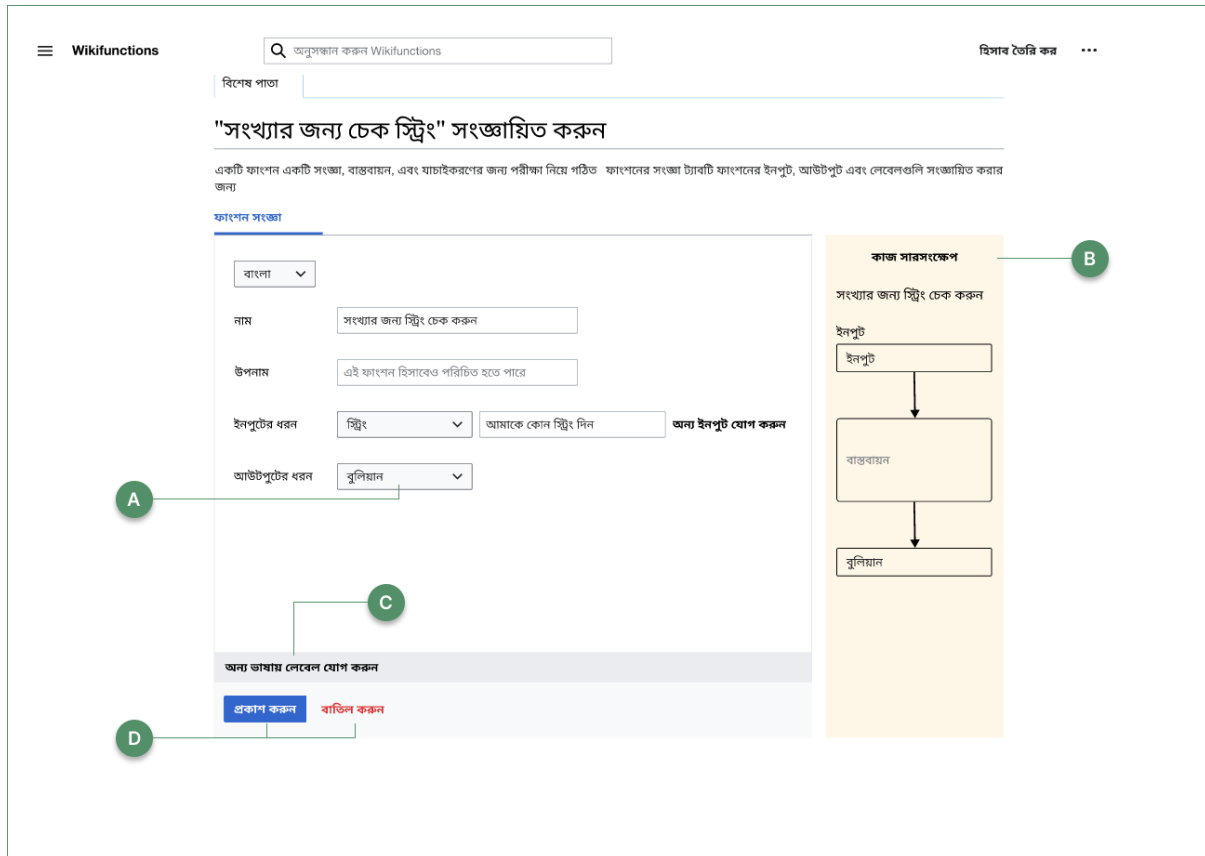 Wikifunctions
অনুসন্ধান করুন Wikifunctions
হিসাব তৈরি কর
বিশেষ পাতা
"সংখ্যার জন্য চেক স্ট্রিং" সংজ্ঞায়িত করুন
একটি ফাংশন একটি সংজ্ঞা, বাস্তবায়ন, এবং যাচাইকরণের জন্য পরীক্ষা নিয়ে গঠিত ফাংশনের সংজ্ঞা ট্যাবটি ফাংশনের ইনপুট, আউটপুট এবং লেবেলগুলি সংজ্ঞায়িত করার
জন্য
ফাংশন সংজ্ঞা
বাংলা
নাম
সংখ্যার জন্য স্ট্রিং চেক করুন
উপনাম
এই ফাংশন হিসাবেও পরিচিত হতে পারে
ইনপুটের ধরন
স্ট্রিং
আমাকে কোন স্ট্রিং দিন
অন্য ইনপুট যোগ করুন
আউটপুটের ধরন
বুলিয়ান
A
C
অন্য ভাষায় লেবেল যোগ করুন
প্রকাশ করুন
বাতিল করুন
D
কাজ সারসংক্ষেপ
B
সংখ্যার জন্য স্ট্রিং চেক করুন
ইনপুট
ইনপুট
বাস্তবায়ন
বুলিয়ান